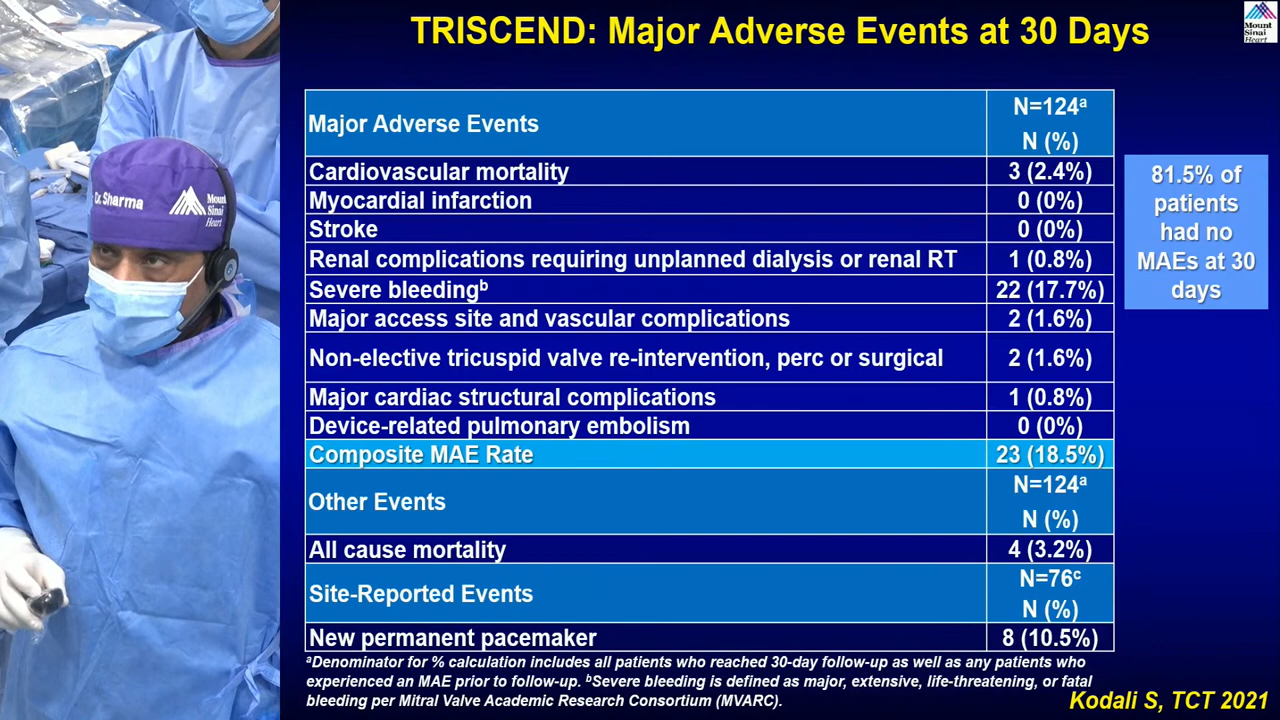 TRISCEND: Major Adverse Events at 30 Days
Mount
Sinai
Heart
Dr. Sharma
Mount
Sinai
Heart
Major Adverse Events
N=124ᵃ
N (%)
Cardiovascular mortality 3 (2.4%)
Myocardial infarction 0 (0%)
Stroke 0 (0%)
Renal complications requiring unplanned dialysis or renal RT 1 (0.8%)
Severe bleedingᵇ 22 (17.7%)
Major access site and vascular complications 2 (1.6%)
Non-elective tricuspid valve re-intervention, perc or surgical 2 (1.6%)
Major cardiac structural complications 1 (0.8%)
Device-related pulmonary embolism 0 (0%)
Composite MAE Rate 23 (18.5%)
Other Events
N=124ᵃ
N (%)
All cause mortality 4 (3.2%)
Site-Reported Events
N=76ᶜ
N (%)
New permanent pacemaker 8 (10.5%)
81.5% of
patients
had no
MAEs at 30
days
ᵃDenominator for % calculation includes all patients who reached 30-day follow-up as well as any patients who
experienced an MAE prior to follow-up. ᵇSevere bleeding is defined as major, extensive, life-threatening, or fatal
bleeding per Mitral Valve Academic Research Consortium (MVARC).
Kodali S, TCT 2021